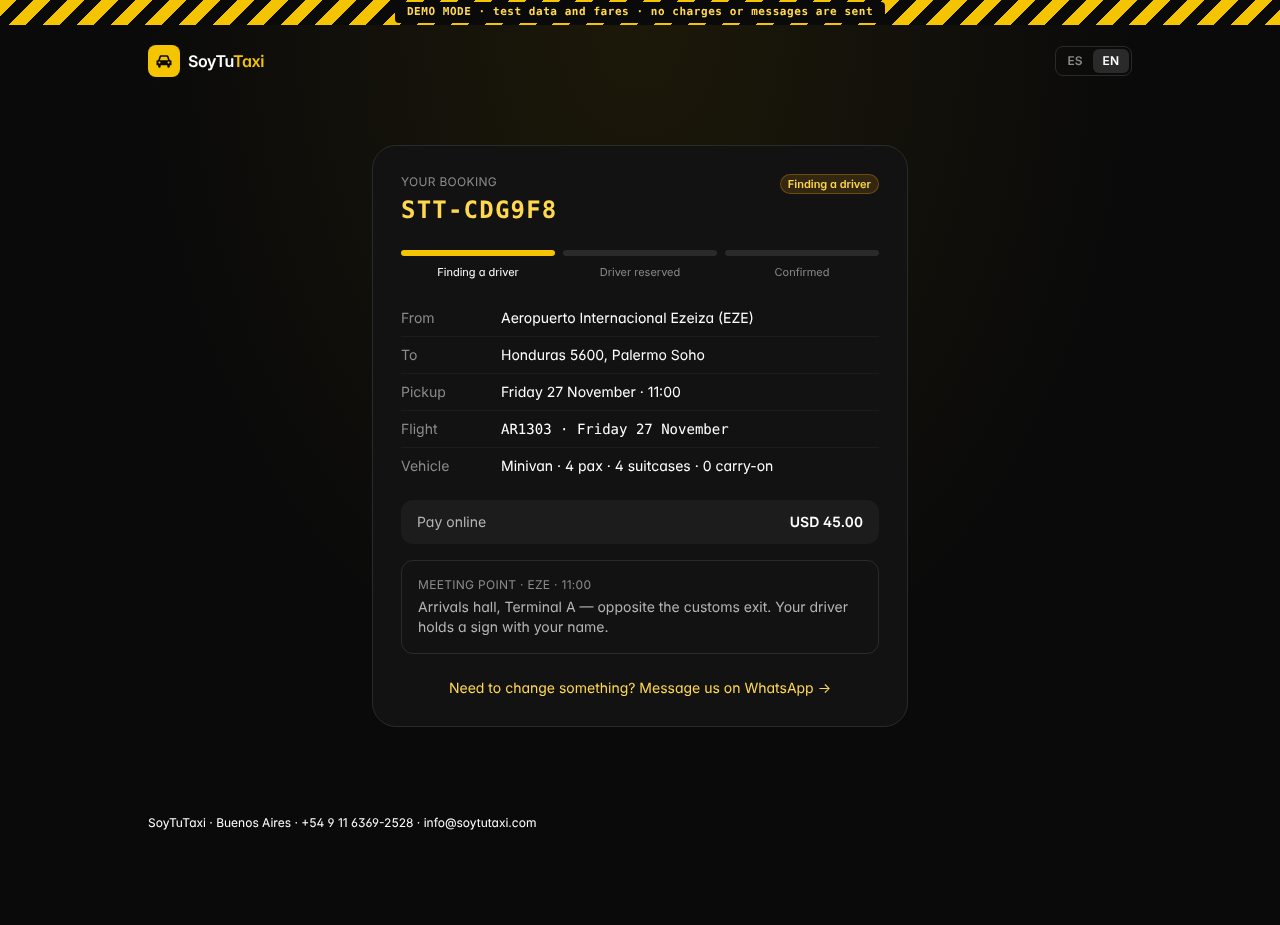 DEMO MODE · test data and fares · no charges or messages are sent
SoyTuTaxi
ES EN
YOUR BOOKING
Finding a driver
STT-CDG9F8
Finding a driver Driver reserved Confirmed
From Aeropuerto Internacional Ezeiza (EZE)
To Honduras 5600, Palermo Soho
Pickup Friday 27 November · 11:00
Flight AR1303 · Friday 27 November
Vehicle Minivan · 4 pax · 4 suitcases · 0 carry-on
Pay online USD 45.00
MEETING POINT · EZE · 11:00
Arrivals hall, Terminal A — opposite the customs exit. Your driver
holds a sign with your name.
Need to change something? Message us on WhatsApp →
SoyTuTaxi · Buenos Aires · +54 9 11 6369-2528 · info@soytutaxi.com